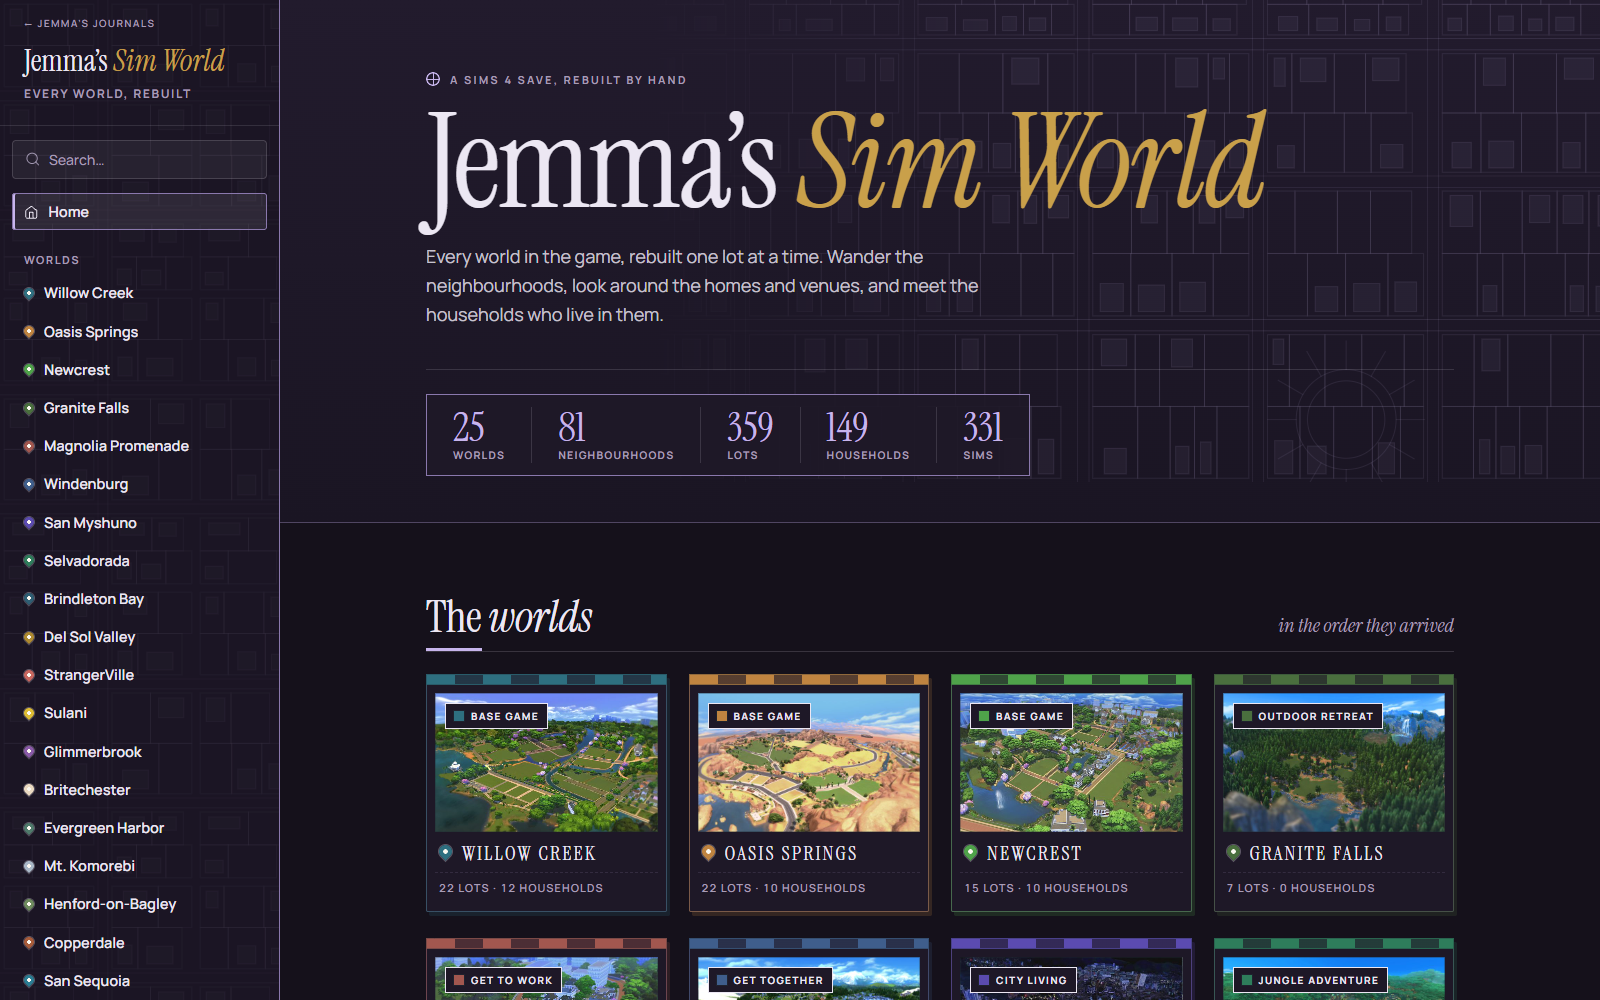 ← JEMMA'S JOURNALS
Jemma's Sim World
EVERY WORLD, REBUILT
Search...
Home
WORLDS
Willow Creek
Oasis Springs
Newcrest
Granite Falls
Magnolia Promenade
Windenburg
San Myshuno
Selvadorada
Brindleton Bay
Del Sol Valley
StrangerVille
Sulani
Glimmerbrook
Britechester
Evergreen Harbor
Mt. Komorebi
Henford-on-Bagley
Copperdale
San Sequoia
A SIMS 4 SAVE, REBUILT BY HAND
Jemma's Sim World
Every world in the game, rebuilt one lot at a time. Wander the
neighbourhoods, look around the homes and venues, and meet the
households who live in them.
25 81 359 149 331
WORLDS NEIGHBOURHOODS LOTS HOUSEHOLDS SIMS
The worlds
in the order they arrived
BASE GAME
WILLOW CREEK
22 LOTS · 12 HOUSEHOLDS
BASE GAME
OASIS SPRINGS
22 LOTS · 10 HOUSEHOLDS
BASE GAME
NEWCREST
15 LOTS · 10 HOUSEHOLDS
OUTDOOR RETREAT
GRANITE FALLS
7 LOTS · 0 HOUSEHOLDS
GET TO WORK
GET TOGETHER
CITY LIVING
JUNGLE ADVENTURE